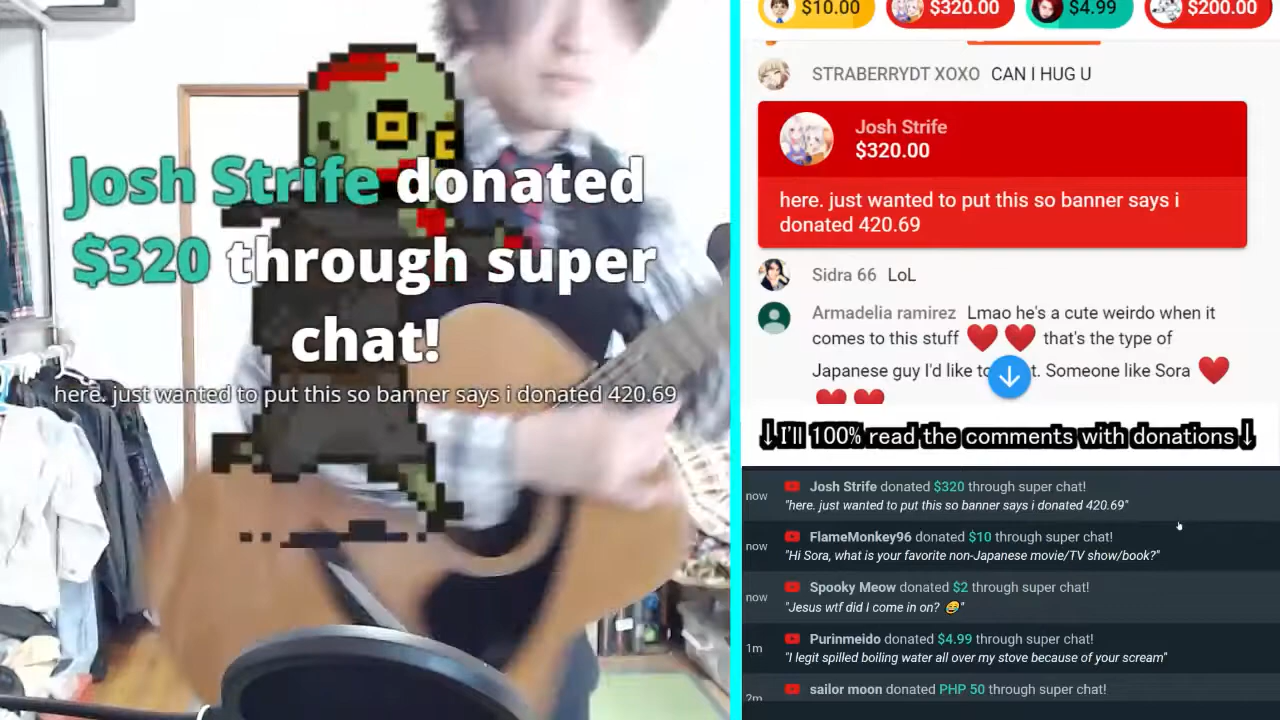 Josh Strife donated
$320 through super
chat!
here. just wanted to put this so banner says i donated 420.69
$10.00
$320.00
$4.99
$200.00
STRABERRYDT XOXO CAN I HUG U
Josh Strife
$320.00
here. just wanted to put this so banner says i
donated 420.69
Sidra 66 LoL
Armadelia ramirez Lmao he's a cute weirdo when it
comes to this stuff ❤️ ❤️ that's the type of
Japanese guy I'd like t. Someone like Sora ❤️
❤️ ❤️
↓I'll 100% read the comments with donations↓
now Josh Strife donated $320 through super chat!
"here. just wanted to put this so banner says i donated 420.69"
now FlameMonkey96 donated $10 through super chat!
"Hi Sora, what is your favorite non-Japanese movie/TV show/book?"
now Spooky Meow donated $2 through super chat!
"Jesus wtf did I come in on? 😅"
1m Purinmeido donated $4.99 through super chat!
"I legit spilled boiling water all over my stove because of your scream"
2m sailor moon donated PHP 50 through super chat!